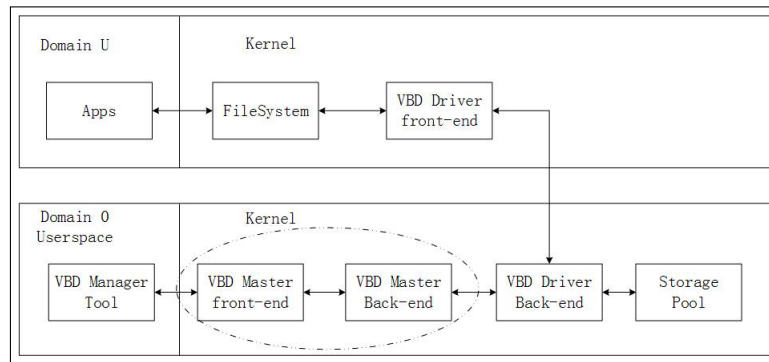 Domain U
Kernel
Apps
FileSystem
VBD Driver
front-end
Domain 0
Userspace
Kernel
VBD Manager
Tool
VBD Master
front-end
VBD Master
Back-end
VBD Driver
Back-end
Storage
Pool